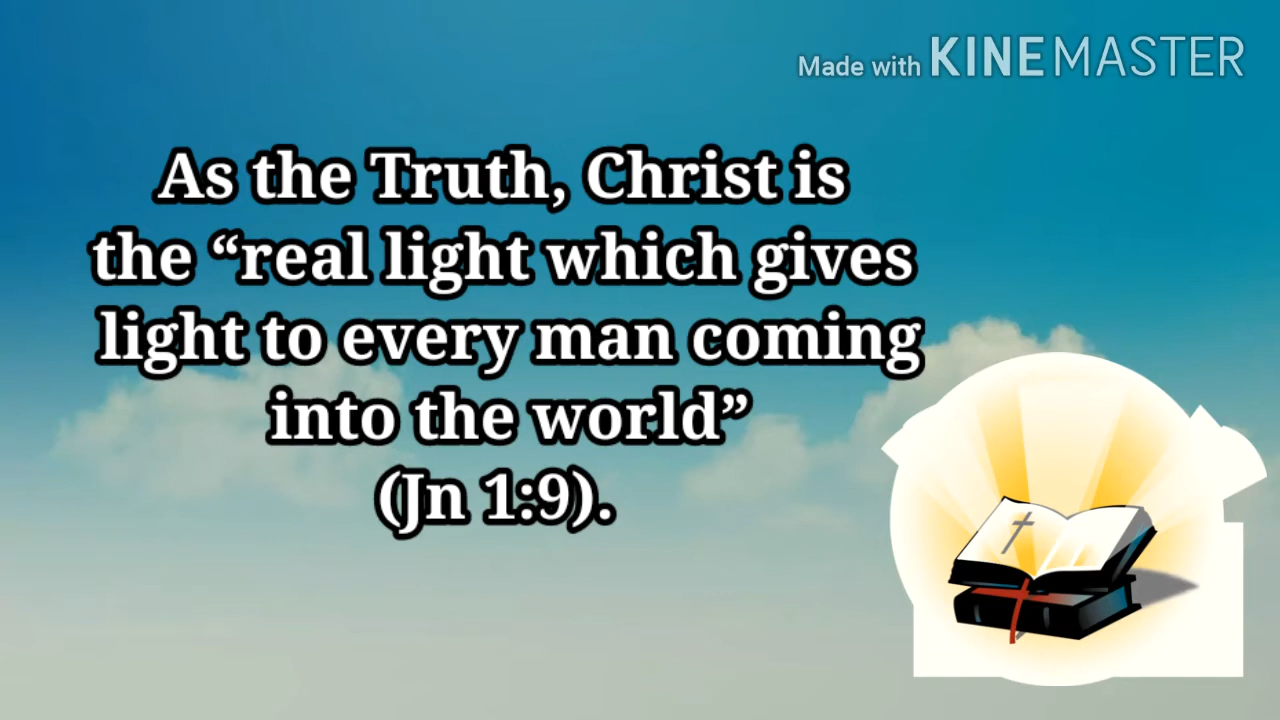 Made with KINEMASTER
As the Truth, Christ is
the “real light which gives
light to every man coming
into the world”
(Jn 1:9).